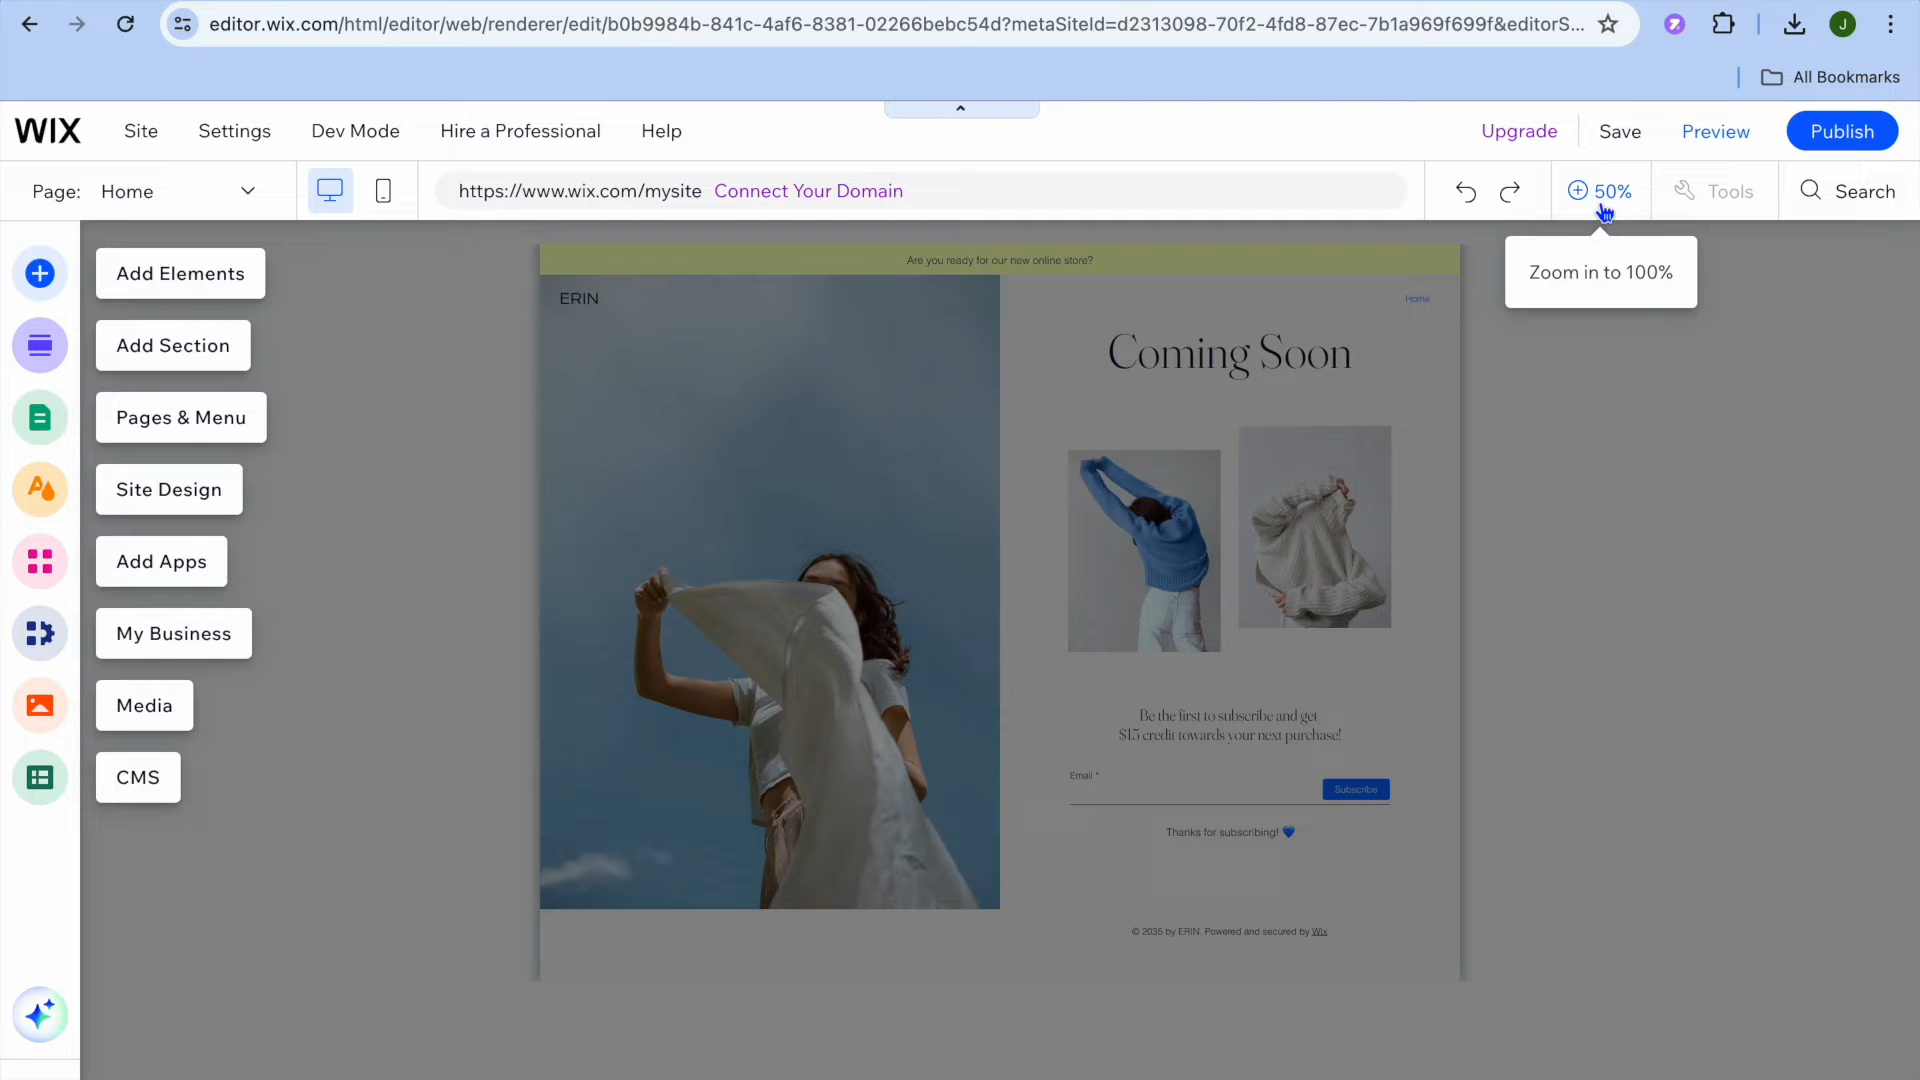 editor.wix.com/html/editor/web/renderer/edit/b0b9984b-841c-4af6-8381-02266bebc54d?metaSiteId=d2313098-70f2-4fd8-87ec-7b1a969f699f&editorS...
J
All Bookmarks
WIX Site Settings Dev Mode Hire a Professional Help Upgrade Save Preview Publish
Page: Home https://www.wix.com/mysite Connect Your Domain 50% Tools Search
Zoom in to 100%
Add Elements
Add Section
Pages & Menu
Site Design
Add Apps
My Business
Media
CMS
Are you ready for our new online store?
ERIN Home
Coming Soon
Be the first to subscribe and get
$15 credit towards your next purchase!
Email *
Subscribe
Thanks for subscribing! 💙
© 2035 by ERIN. Powered and secured by Wix